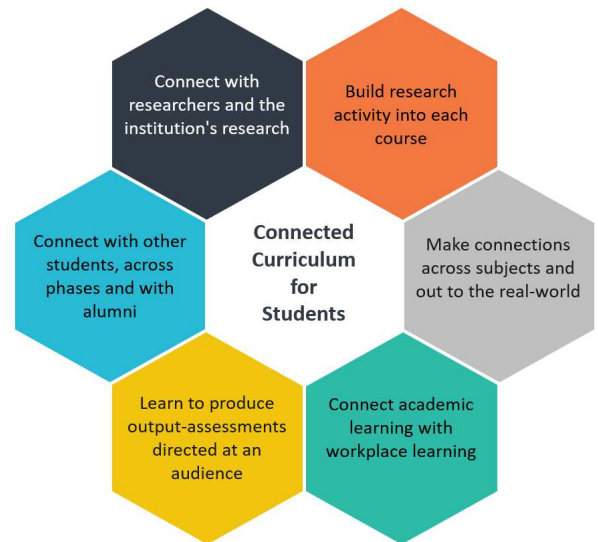 Connect with
researchers and the
institution's research
Build research
activity into each
course
Connect with other
students, across
phases and with
alumni
Connected
Curriculum
for
Students
Make connections
across subjects and
out to the real-world
Learn to produce
output-assessments
directed at an
audience
Connect academic
learning with
workplace learning